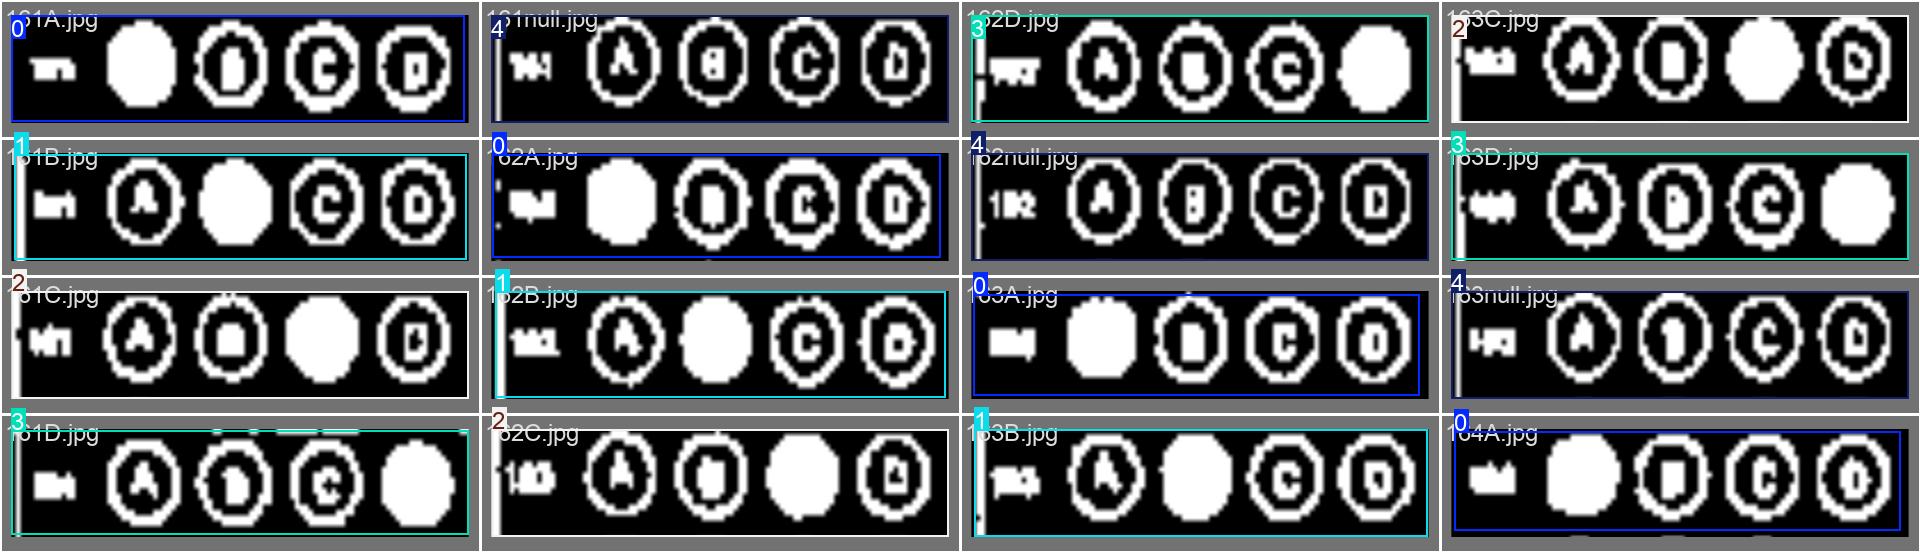 161A.jpg
0
A B C D
161null.jpg
4
A B C D
162D.jpg
3
A B C
163C.jpg
2
A B D
161B.jpg
1
A C D
162A.jpg
0
B C D
162null.jpg
4
162 A B C D
163D.jpg
3
A B C
161C.jpg
2
A B D
162B.jpg
1
A C D
163A.jpg
0
B C D
163null.jpg
4
A B C D
161D.jpg
3
A B C
162C.jpg
2
A B D
163B.jpg
1
A C D
164A.jpg
0
B C D